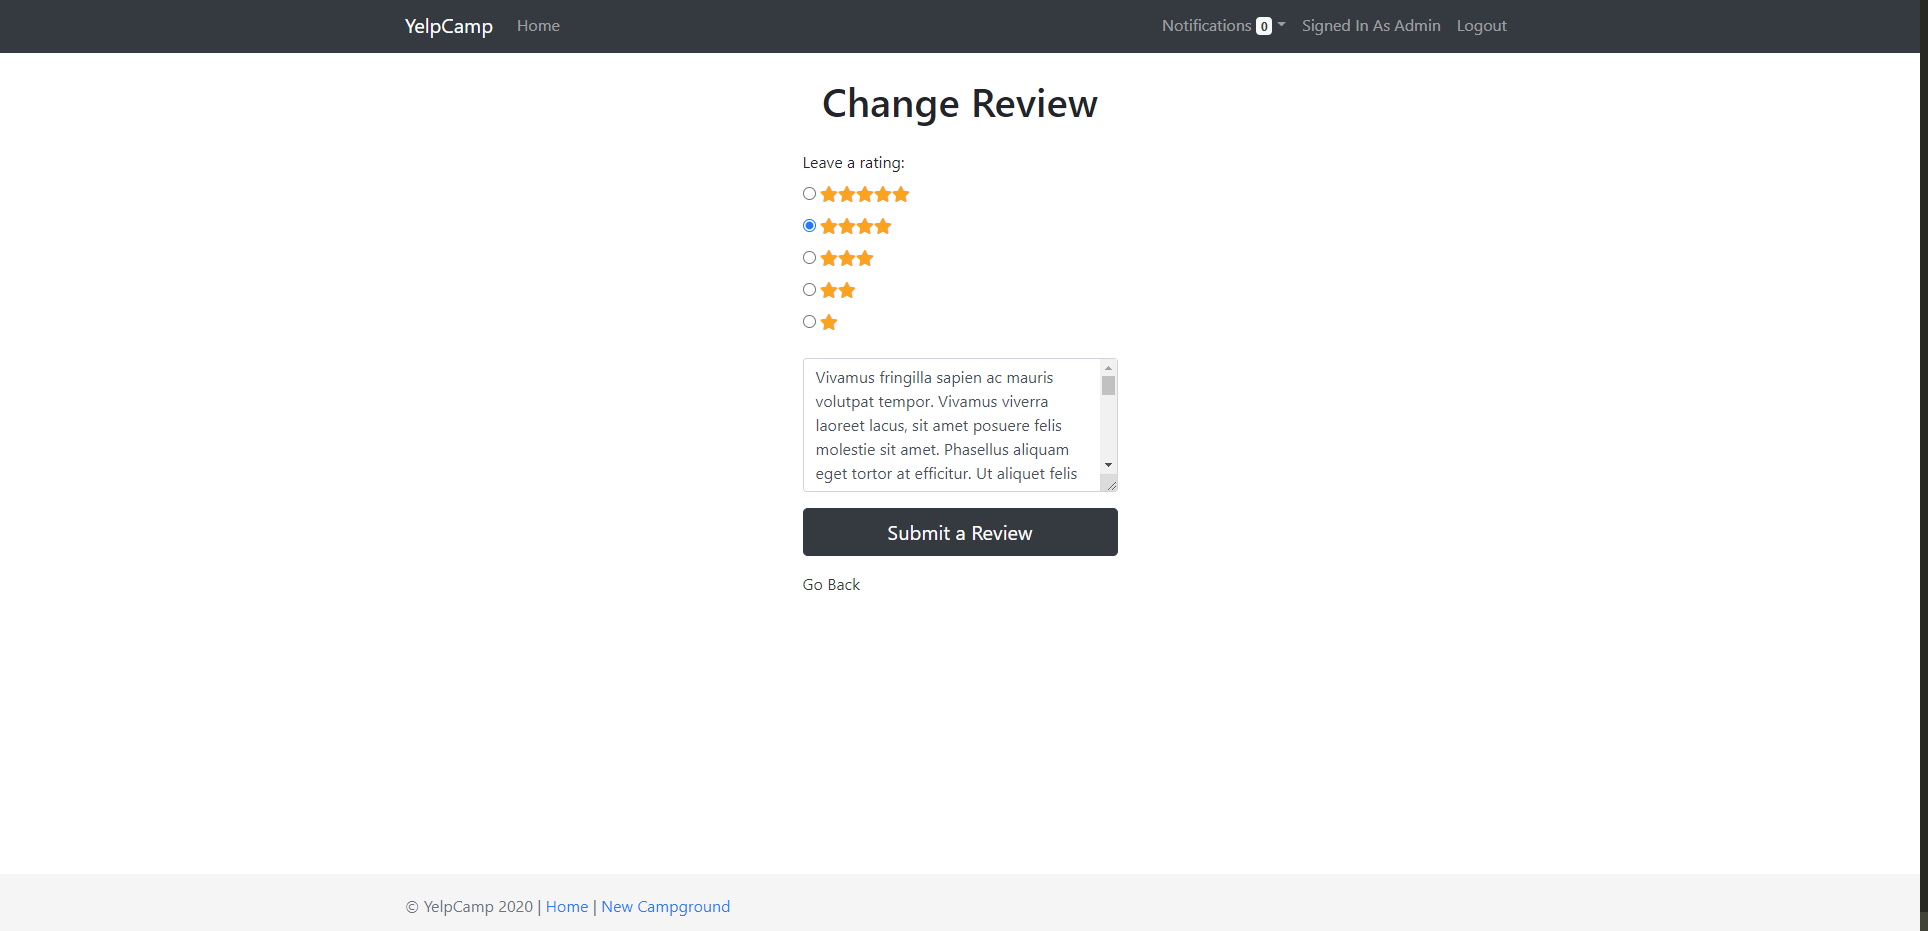 YelpCamp Home Notifications 0 Signed In As Admin Logout
Change Review
Leave a rating:
Vivamus fringilla sapien ac mauris
volutpat tempor. Vivamus viverra
laoreet lacus, sit amet posuere felis
molestie sit amet. Phasellus aliquam
eget tortor at efficitur. Ut aliquet felis
Submit a Review
Go Back
© YelpCamp 2020 | Home | New Campground